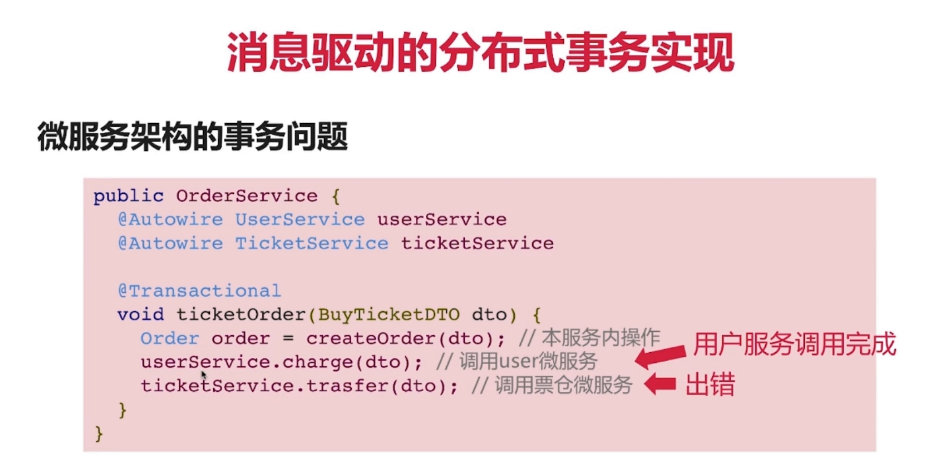 消息驱动的分布式事务实现
微服务架构的事务问题
public OrderService {
@Autowire UserService userService
@Autowire TicketService ticketService
@Transactional
void ticketOrder(BuyTicketDTO dto) {
Order order = createOrder(dto); // 本服务内操作
userService.charge(dto); // 调用user微服务
用户服务调用完成
ticketService.trasfer(dto); // 调用票仓微服务
出错
}
}